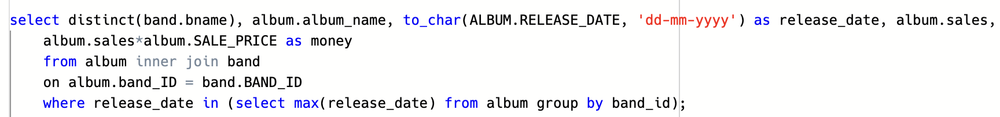 select distinct(band.bname), album.album_name, to_char(ALBUM.RELEASE_DATE, 'dd-mm-yyyy') as release_date, album.sales,
album.sales*album.SALE_PRICE as money
from album inner join band
on album.band_ID = band.BAND_ID
where release_date in (select max(release_date) from album group by band_id);